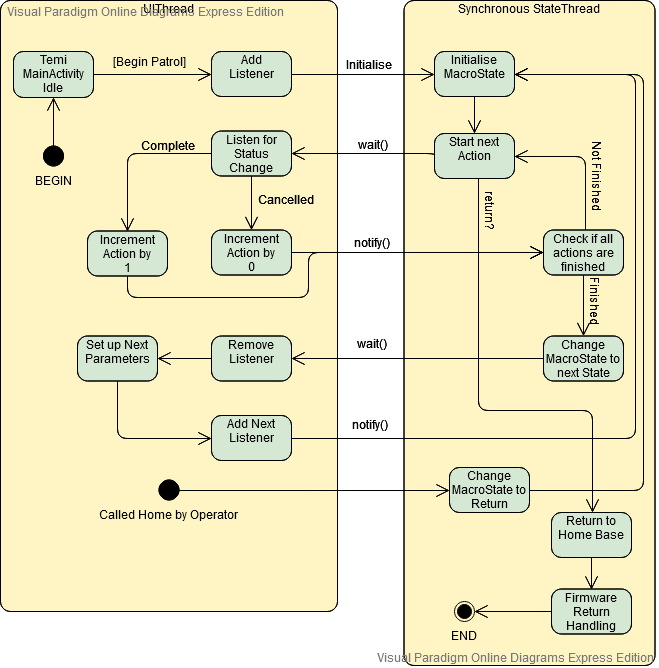 UIThread
Visual Paradigm Online Diagrams Express Edition
Synchronous StateThread
Temi
MainActivity
Idle
[Begin Patrol]
Add
Listener
Initialise
Initialise
MacroState
BEGIN
Complete
Listen for
Status
Change
wait()
Start next
Action
Not Finished
Cancelled
return?
Increment
Action by
1
Increment
Action by
0
notify()
Check if all
actions are
finished
Finished
Set up Next
Parameters
Remove
Listener
wait()
Change
MacroState to
next State
Add Next
Listener
notify()
Called Home by Operator
Change
MacroState to
Return
Return to
Home Base
Firmware
Return
Handling
END
Visual Paradigm Online Diagrams Express Edition